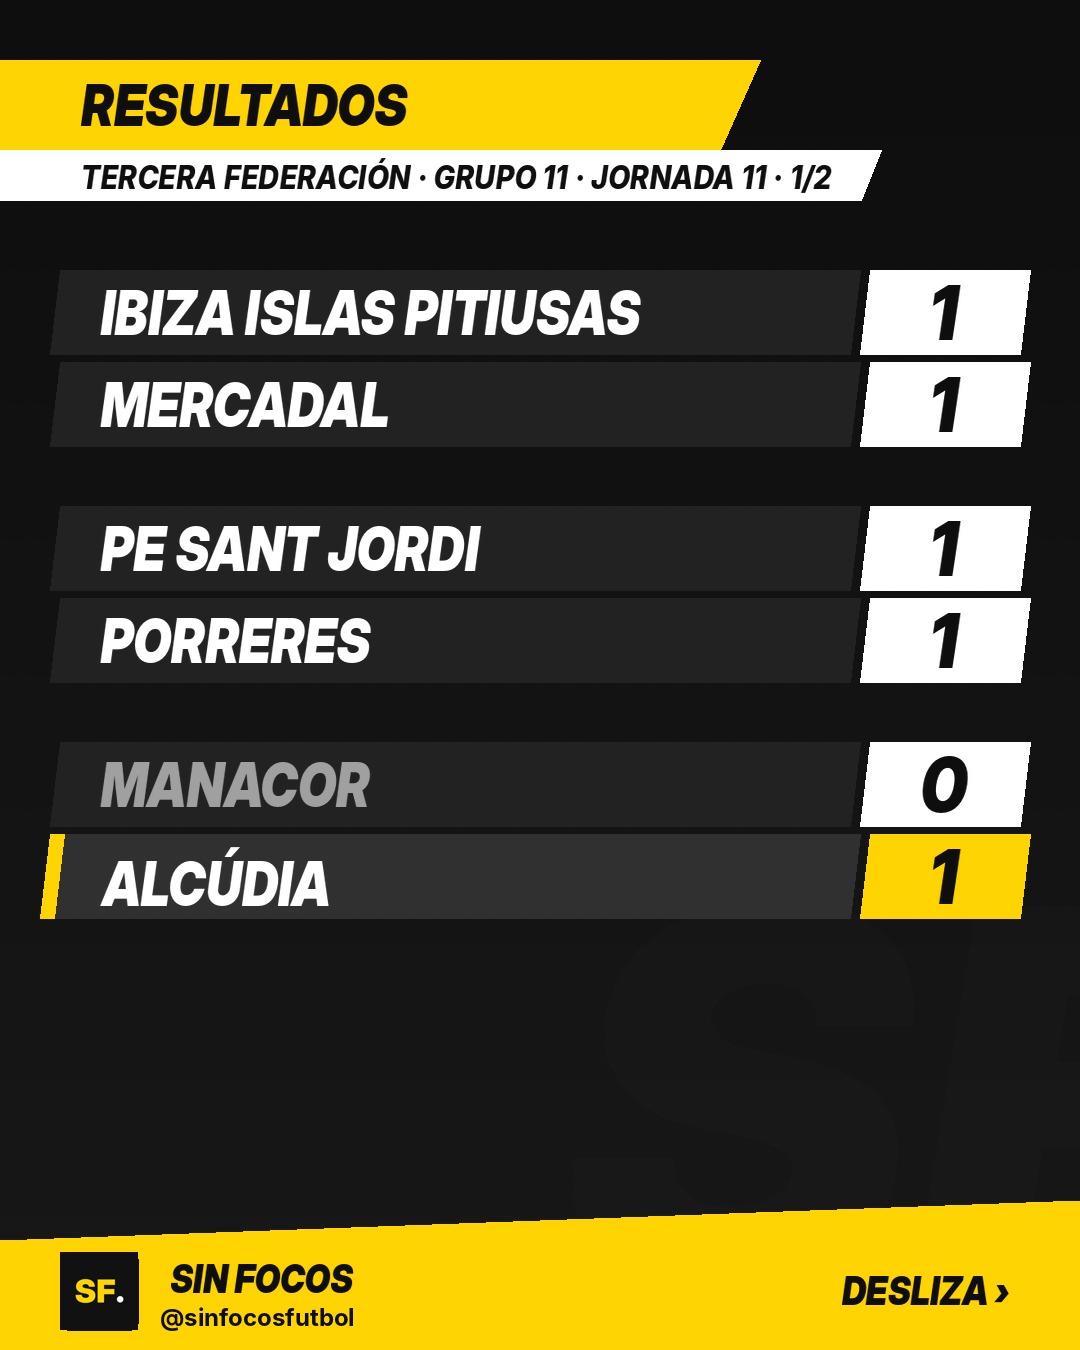 RESULTADOS
TERCERA FEDERACIÓN · GRUPO 11 · JORNADA 11 · 1/2
IBIZA ISLAS PITIUSAS 1
MERCADAL 1
PE SANT JORDI 1
PORRERES 1
MANACOR 0
ALCÚDIA 1
SF
SF.
SIN FOCOS
@sinfocosfutbol
DESLIZA ›